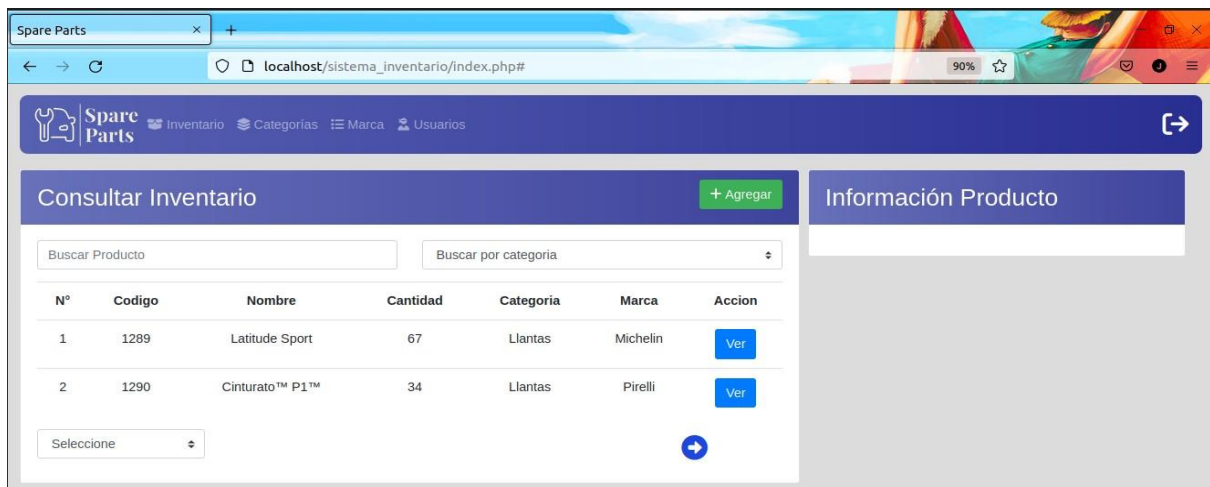 Spare Parts
localhost/sistema_inventario/index.php#
90%
J
Spare
Parts
Inventario Categorías Marca Usuarios
Consultar Inventario
+ Agregar
Información Producto
Buscar Producto
Buscar por categoria
N° Codigo Nombre Cantidad Categoria Marca Accion
1 1289 Latitude Sport 67 Llantas Michelin Ver
2 1290 Cinturato™ P1™ 34 Llantas Pirelli Ver
Seleccione